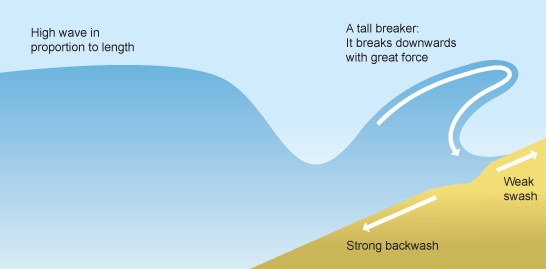 High wave in
proportion to length
A tall breaker:
It breaks downwards
with great force
Weak
swash
Strong backwash